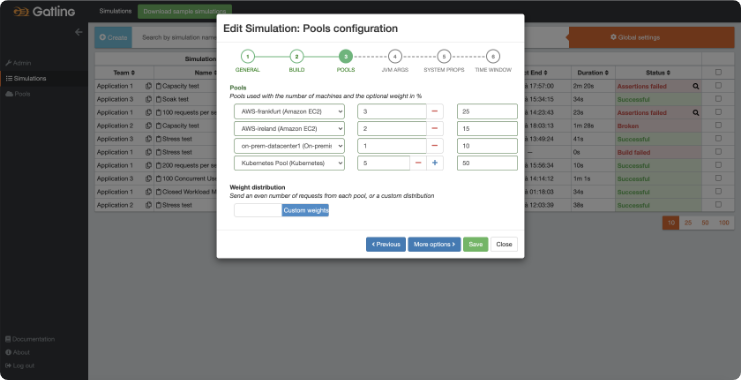 Gatling
Simulations
Download sample simulations
Create
Search by simulation name
Global settings
Admin
Simulations
Pools
Documentation
About
Log out
Simulation
Team
Name
Application 1
Capacity test
Application 3
Soak test
Application 1
100 requests per se
Application 2
Capacity test
Application 1
Stress test
Application 1
Stress test
Application 1
200 requests per se
Application 3
100 Concurrent Use
Application 1
Closed Workload M
Application 2
Stress test
Edit Simulation: Pools configuration
1 2 3 4 5 6
GENERAL BUILD POOLS JVM ARGS SYSTEM PROPS TIME WINDOW
Pools
Pools used with the number of machines and the optional weight in %
AWS-frankfurt (Amazon EC2) 3 − 25
AWS-ireland (Amazon EC2) 2 − 15
on-prem-datacenter1 (On-premis 1 − 10
Kubernetes Pool (Kubernetes) 5 − + 50
Weight distribution
Send an even number of requests from each pool, or a custom distribution
Custom weights
Previous
More options
Save
Close
End Duration Status
17:57:00 2m 29s Assertions failed
15:34:15 34s Successful
14:23:43 23s Assertions failed
18:03:13 1m 29s Broken
13:49:24 41s Successful
— 0s Build failed
15:56:34 10s Successful
14:14:12 1m 1s Successful
01:18:03 34s Successful
12:03:39 38s Successful
10 25 50 100